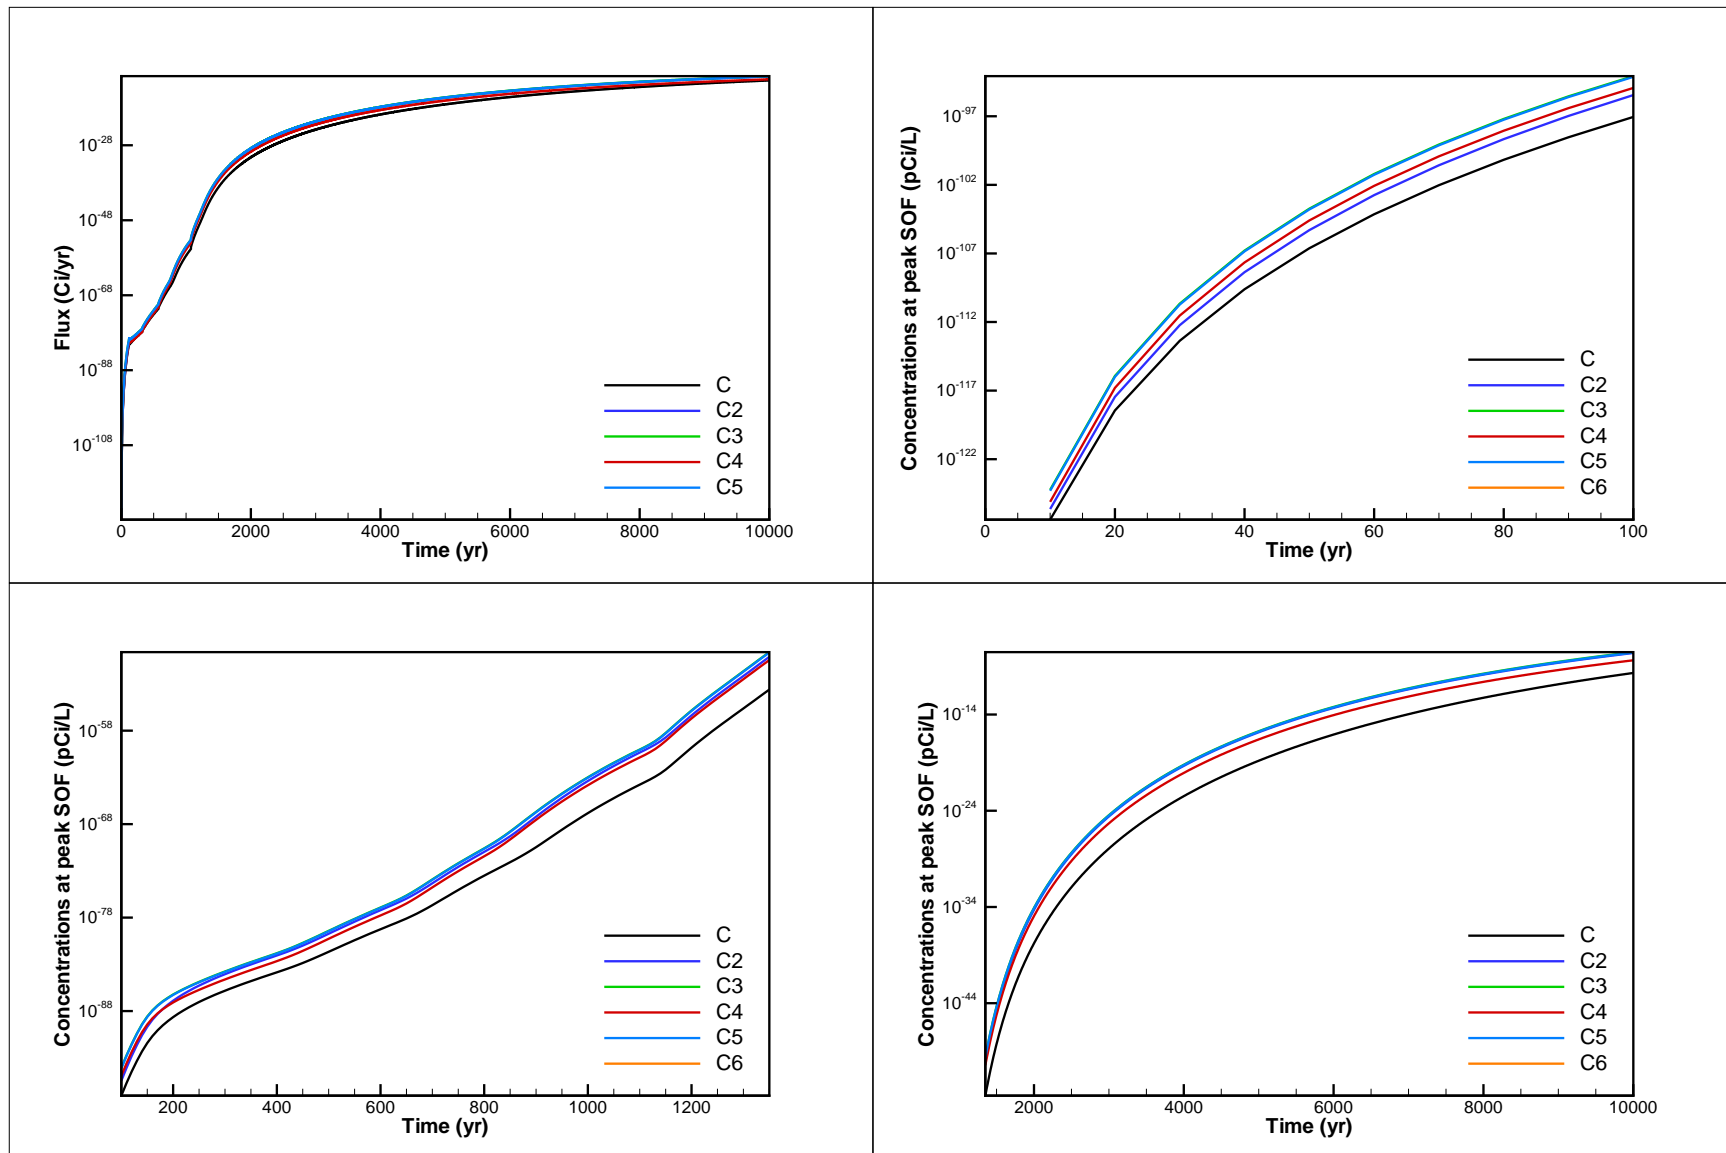 Flux (Ci/yr)
10^-28
10^-48
10^-68
10^-88
10^-108
C
C2
C3
C4
C5
0 2000 4000 6000 8000 10000
Time (yr)
Concentrations at peak SOF (pCi/L)
10^-97
10^-102
10^-107
10^-112
10^-117
10^-122
C
C2
C3
C4
C5
C6
0 20 40 60 80 100
Time (yr)
Concentrations at peak SOF (pCi/L)
10^-58
10^-68
10^-78
10^-88
C
C2
C3
C4
C5
C6
200 400 600 800 1000 1200
Time (yr)
Concentrations at peak SOF (pCi/L)
10^-14
10^-24
10^-34
10^-44
C
C2
C3
C4
C5
C6
2000 4000 6000 8000 10000
Time (yr)